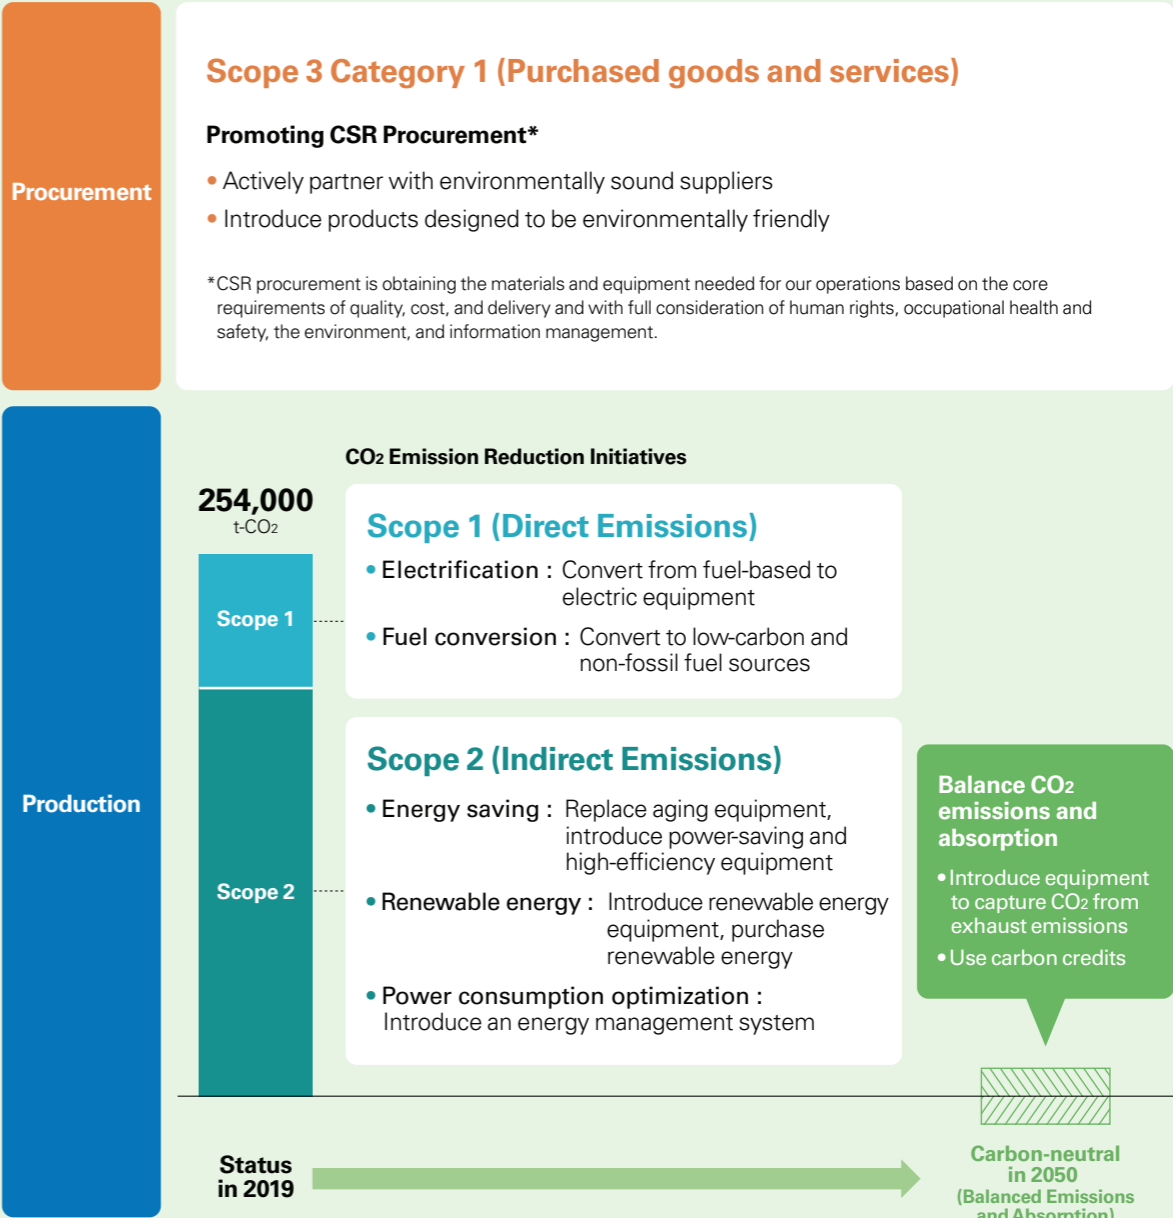 Procurement
Scope 3 Category 1 (Purchased goods and services)
Promoting CSR Procurement*
• Actively partner with environmentally sound suppliers
• Introduce products designed to be environmentally friendly
*CSR procurement is obtaining the materials and equipment needed for our operations based on the core
requirements of quality, cost, and delivery and with full consideration of human rights, occupational health and
safety, the environment, and information management.
Production
CO2 Emission Reduction Initiatives
254,000
t-CO2
Scope 1
Scope 1 (Direct Emissions)
• Electrification : Convert from fuel-based to
electric equipment
• Fuel conversion : Convert to low-carbon and
non-fossil fuel sources
Scope 2
Scope 2 (Indirect Emissions)
• Energy saving : Replace aging equipment,
introduce power-saving and
high-efficiency equipment
• Renewable energy : Introduce renewable energy
equipment, purchase
renewable energy
• Power consumption optimization :
Introduce an energy management system
Balance CO2
emissions and
absorption
• Introduce equipment
to capture CO2 from
exhaust emissions
• Use carbon credits
Status
in 2019
Carbon-neutral
in 2050
(Balanced Emissions
and Absorption)